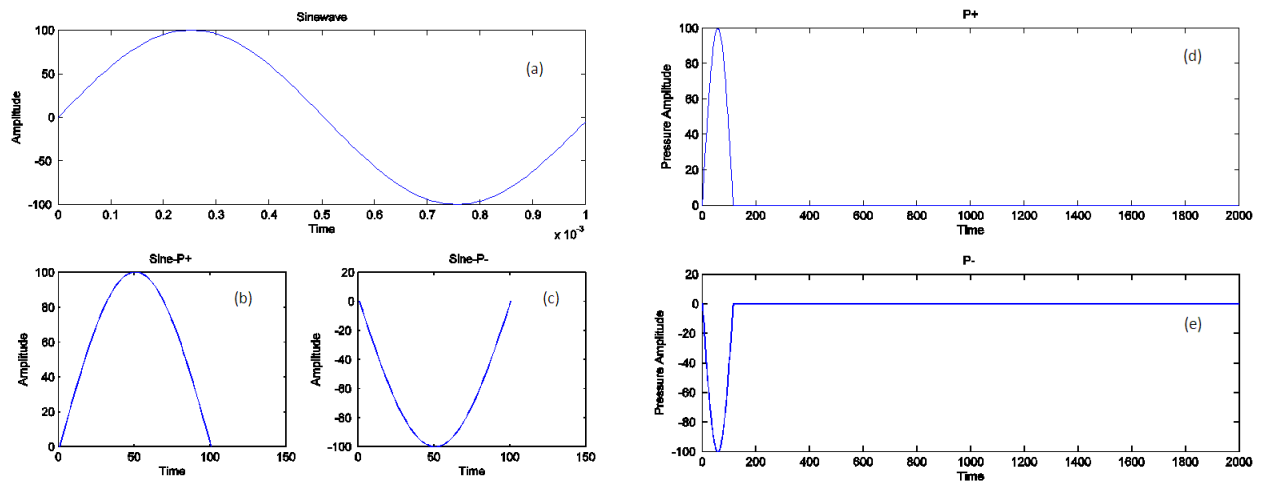 Sinewave
100
50
0
-50
-100
Amplitude
(a)
0 0.1 0.2 0.3 0.4 0.5 0.6 0.7 0.8 0.9 1
Time
x 10-3
Sine-P+
100
80
60
40
20
0
Amplitude
(b)
0 50 100 150
Time
Sine-P-
20
0
-20
-40
-60
-80
-100
Amplitude
(c)
0 50 100 150
Time
P+
100
80
60
40
20
0
Pressure Amplitude
(d)
0 200 400 600 800 1000 1200 1400 1600 1800 2000
Time
P-
20
0
-20
-40
-60
-80
-100
Pressure Amplitude
(e)
0 200 400 600 800 1000 1200 1400 1600 1800 2000
Time